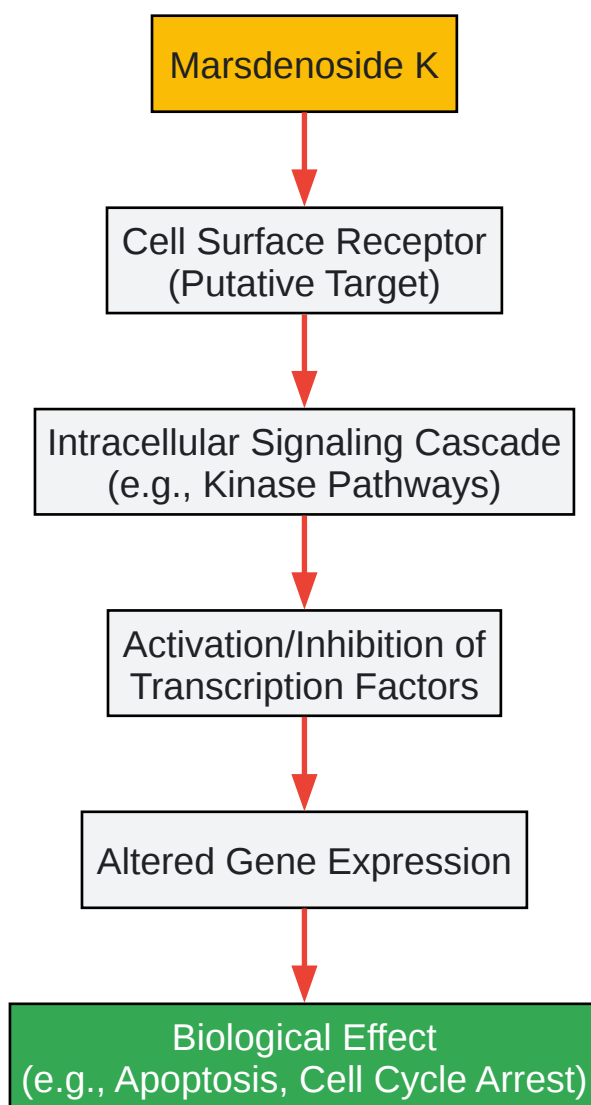 Marsdenoside K
Cell Surface Receptor
(Putative Target)
Intracellular Signaling Cascade
(e.g., Kinase Pathways)
Activation/Inhibition of
Transcription Factors
Altered Gene Expression
Biological Effect
(e.g., Apoptosis, Cell Cycle Arrest)